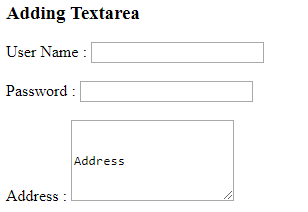 Adding Textarea
User Name :
Password :
Address
Address :